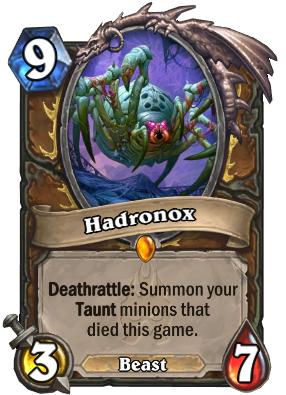 9
Hadronox
Deathrattle: Summon your
Taunt minions that
died this game.
3
Beast
7